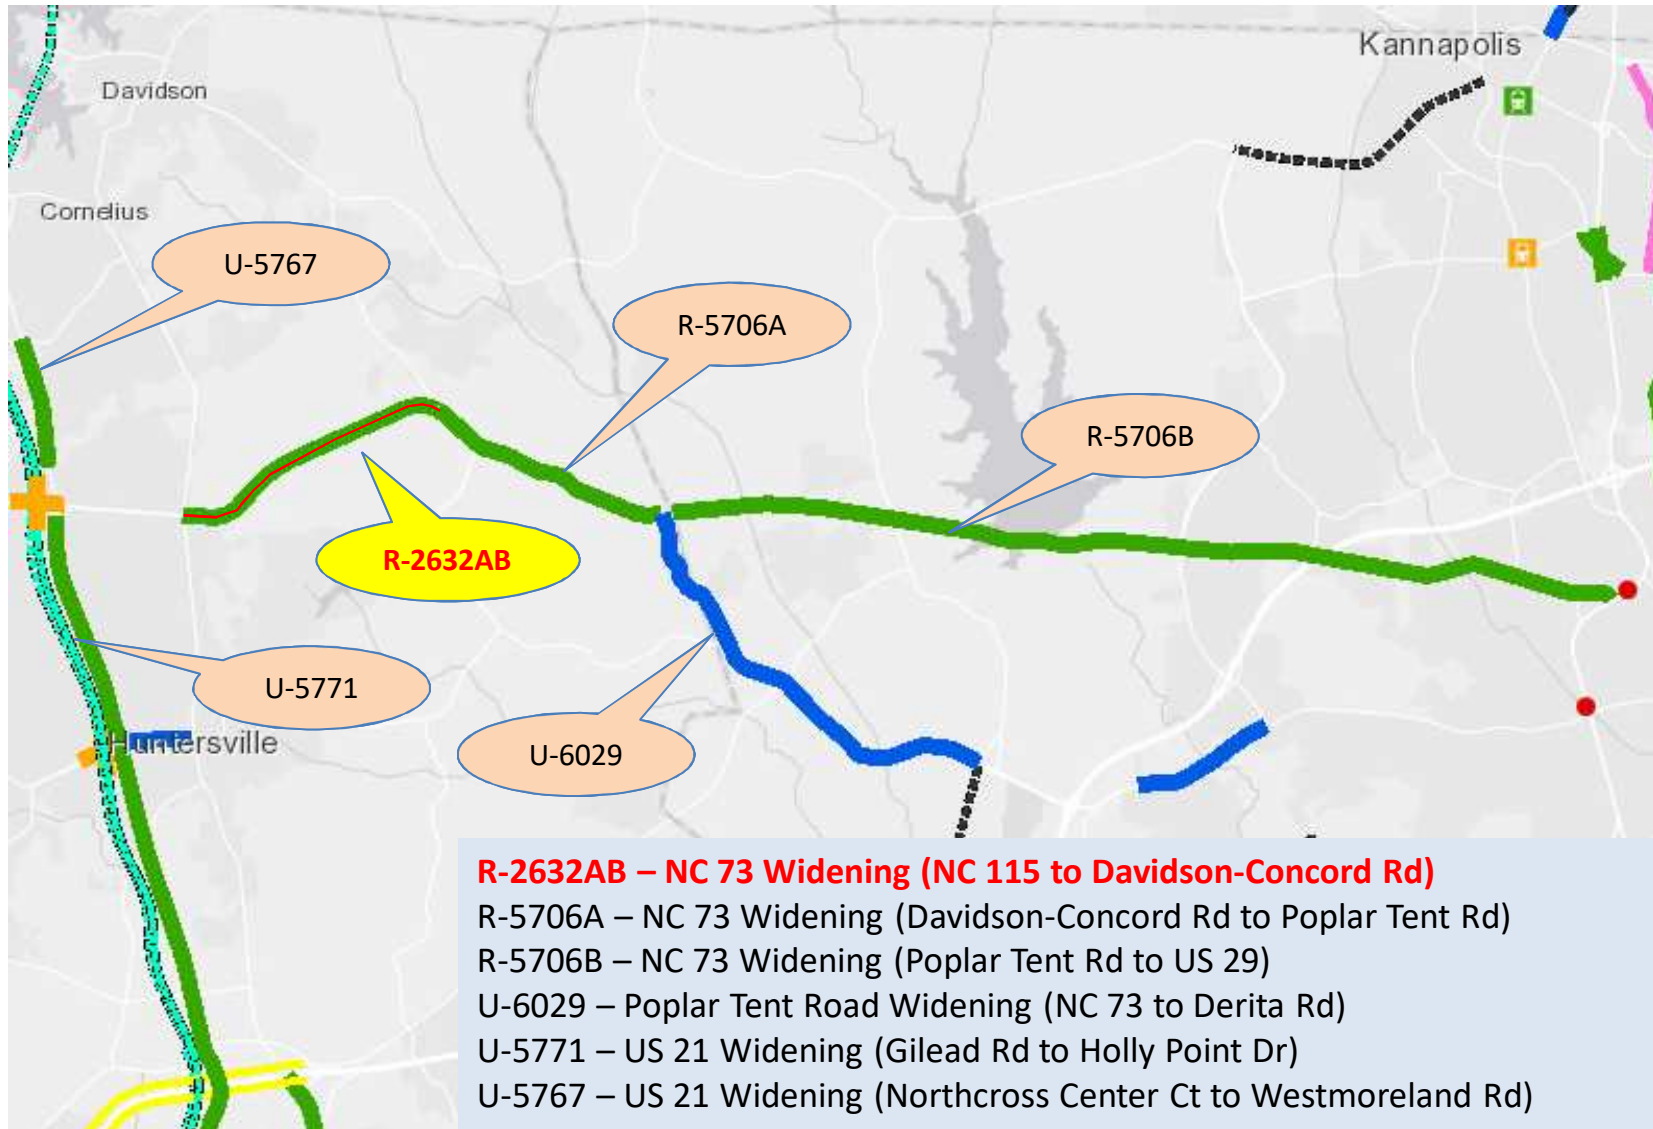 Kannapolis
Davidson
Cornelius
U-5767
R-5706A
R-5706B
R-2632AB
U-5771
U-6029
Huntersville
R-2632AB – NC 73 Widening (NC 115 to Davidson-Concord Rd)
R-5706A – NC 73 Widening (Davidson-Concord Rd to Poplar Tent Rd)
R-5706B – NC 73 Widening (Poplar Tent Rd to US 29)
U-6029 – Poplar Tent Road Widening (NC 73 to Derita Rd)
U-5771 – US 21 Widening (Gilead Rd to Holly Point Dr)
U-5767 – US 21 Widening (Northcross Center Ct to Westmoreland Rd)